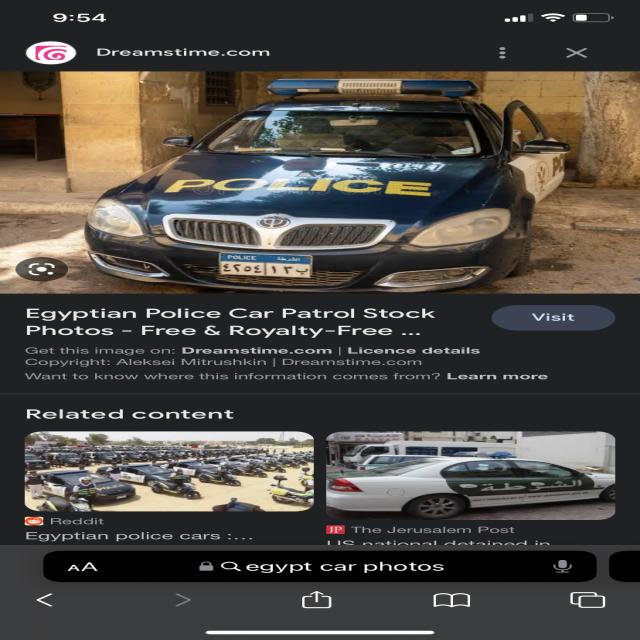 9:54
Dreamstime.com
POLICE
POLICE الشرطة
٤٢٥٤ ١٣ ب
Egyptian Police Car Patrol Stock
Photos - Free & Royalty-Free ...
Visit
Get this image on: Dreamstime.com | Licence details
Copyright: Aleksei Mitrushkin | Dreamstime.com
Want to know where this information comes from? Learn more
Related content
Reddit
Egyptian police cars :...
الشرطة
JP The Jerusalem Post
US national detained in
AA egypt car photos